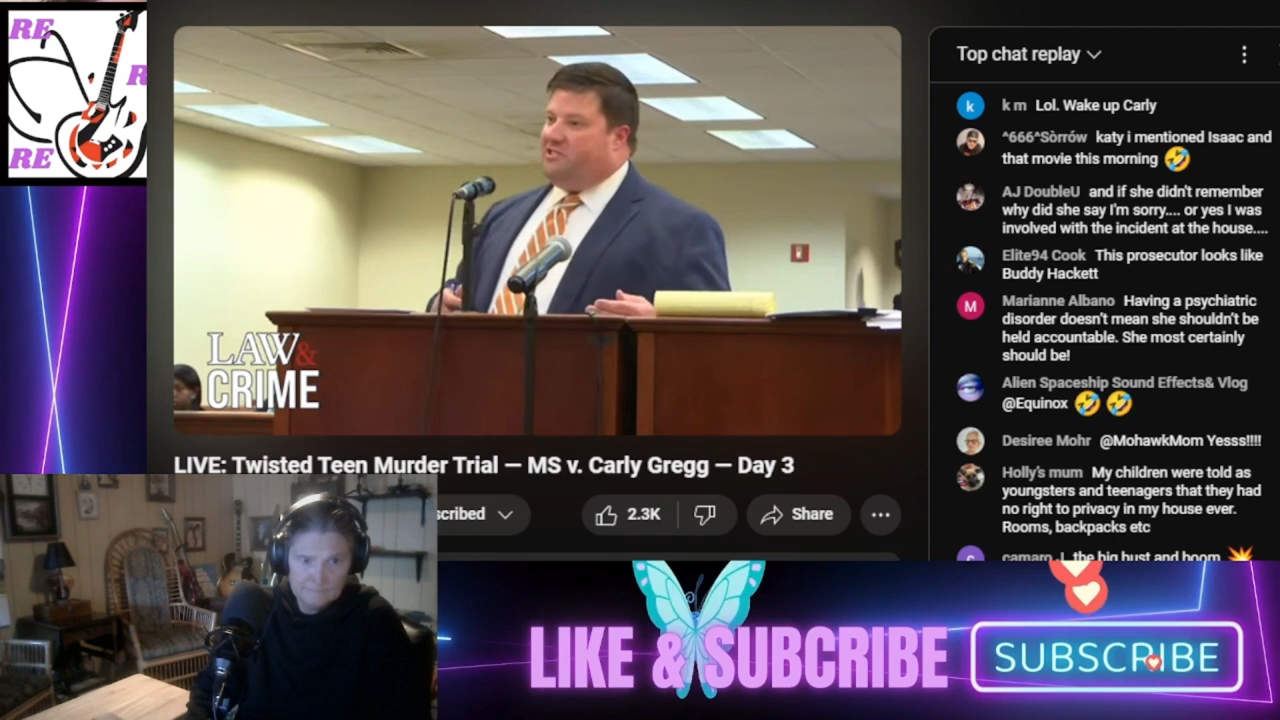 RE
R
RE
LAW&
CRIME
LIVE: Twisted Teen Murder Trial — MS v. Carly Gregg — Day 3
scribed
2.3K
Share
Top chat replay
k
k m Lol. Wake up Carly
^666^Sòrrów katy i mentioned Isaac and
that movie this morning 🤣
AJ DoubleU and if she didn't remember
why did she say I'm sorry.... or yes I was
involved with the incident at the house....
Elite94 Cook This prosecutor looks like
Buddy Hackett
M
Marianne Albano Having a psychiatric
disorder doesn't mean she shouldn't be
held accountable. She most certainly
should be!
Alien Spaceship Sound Effects& Vlog
@Equinox 🤣 🤣
Desiree Mohr @MohawkMom Yesss!!!!
Holly's mum My children were told as
youngsters and teenagers that they had
no right to privacy in my house ever.
Rooms, backpacks etc
camaro the big bust and boom 💥
LIKE & SUBCRIBE
SUBSCRIBE